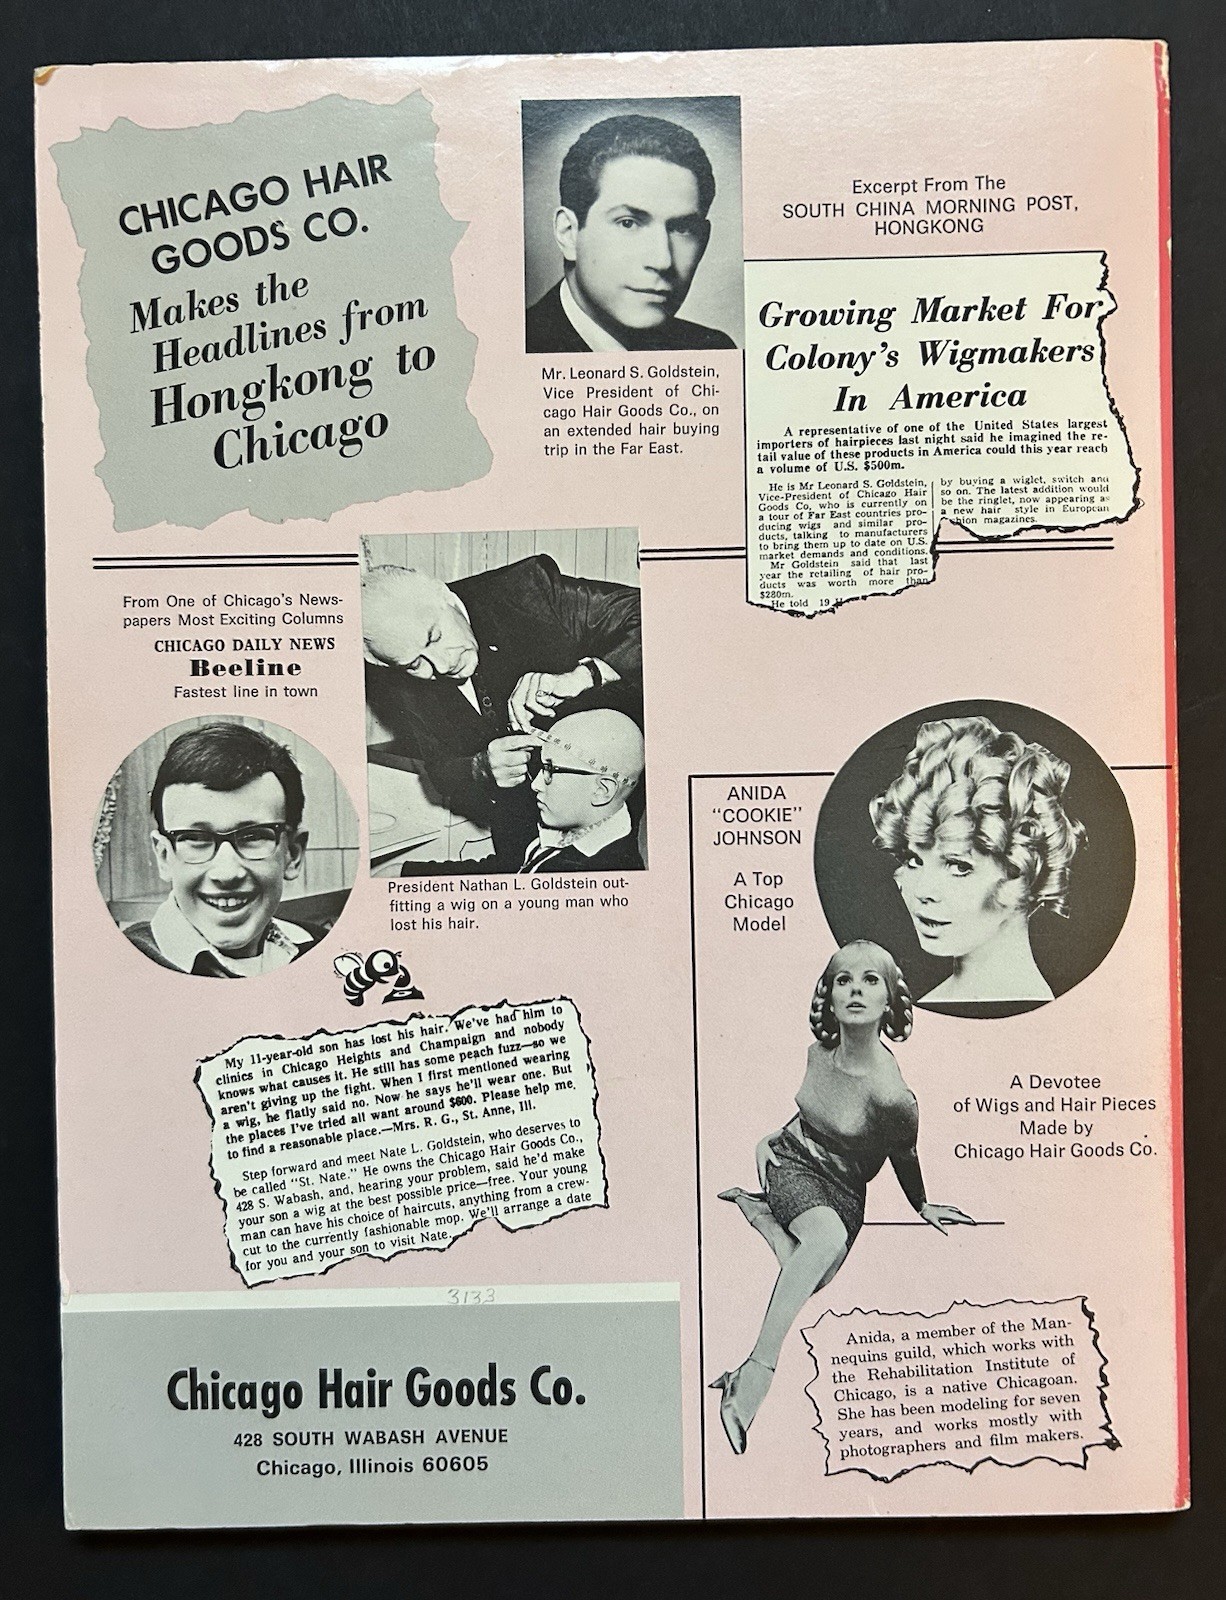 CHICAGO HAIR
GOODS CO.
Makes the
Headlines from
Hongkong to
Chicago
Mr. Leonard S. Goldstein,
Vice President of Chi-
cago Hair Goods Co., on
an extended hair buying
trip in the Far East.
Excerpt From The
SOUTH CHINA MORNING POST,
HONGKONG
Growing Market For
Colony's Wigmakers
In America
A representative of one of the United States largest
importers of hairpieces last night said he imagined the re-
tail value of these products in America could this year reach
a volume of U.S. $500m.
He is Mr Leonard S. Goldstein,
Vice-President of Chicago Hair
Goods Co, who is currently on
a tour of Far East countries pro-
ducing wigs and similar pro-
ducts, talking to manufacturers
to bring them up to date on U.S.
market demands and conditions.
Mr Goldstein said that last
year the retailing of hair pro-
ducts was worth more than
$280m.
He told 19
by buying a wiglet, switch and
so on. The latest addition would
be the ringlet, now appearing as
a new hair style in European
fashion magazines.
From One of Chicago's News-
papers Most Exciting Columns
CHICAGO DAILY NEWS
Beeline
Fastest line in town
President Nathan L. Goldstein out-
fitting a wig on a young man who
lost his hair.
My 11-year-old son has lost his hair. We've had him to
clinics in Chicago Heights and Champaign and nobody
knows what causes it. He still has some peach fuzz—so we
aren't giving up the fight. When I first mentioned wearing
a wig, he flatly said no. Now he says he'll wear one. But
the places I've tried all want around $600. Please help me.
to find a reasonable place.—Mrs. R. G., St. Anne, Ill.
Step forward and meet Nate L. Goldstein, who deserves to
be called "St. Nate." He owns the Chicago Hair Goods Co.,
428 S. Wabash, and, hearing your problem, said he'd make
your son a wig at the best possible price—free. Your young
man can have his choice of haircuts, anything from a crew-
cut to the currently fashionable mop. We'll arrange a date
for you and your son to visit Nate.
ANIDA
"COOKIE"
JOHNSON
A Top
Chicago
Model
A Devotee
of Wigs and Hair Pieces
Made by
Chicago Hair Goods Co.
Anida, a member of the Man-
nequins guild, which works with
the Rehabilitation Institute of
Chicago, is a native Chicagoan.
She has been modeling for seven
years, and works mostly with
photographers and film makers.
3133
Chicago Hair Goods Co.
428 SOUTH WABASH AVENUE
Chicago, Illinois 60605